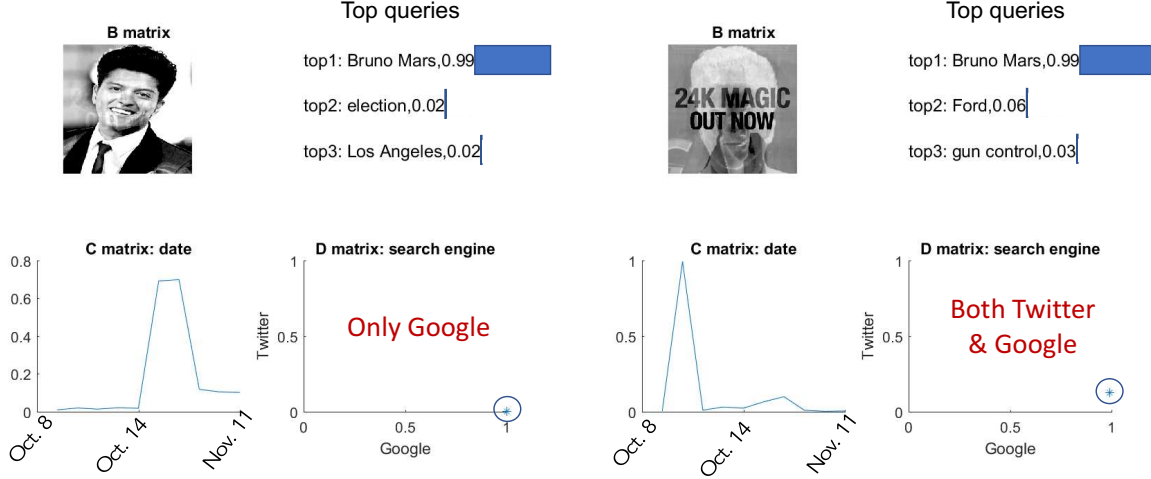 Top queries
B matrix
top1: Bruno Mars,0.99
top2: election,0.02
top3: Los Angeles,0.02
C matrix: date
0.8
0.6
0.4
0.2
0
Oct. 8
Oct. 14
Nov. 11
D matrix: search engine
1
0.5
0
Twitter
Only Google
0
0.5
1
Google
Top queries
B matrix
24K MAGIC
OUT NOW
top1: Bruno Mars,0.99
top2: Ford,0.06
top3: gun control,0.03
C matrix: date
1
0.5
0
Oct. 8
Oct. 14
Nov. 11
D matrix: search engine
1
0.5
0
Twitter
Both Twitter
& Google
0
0.5
1
Google